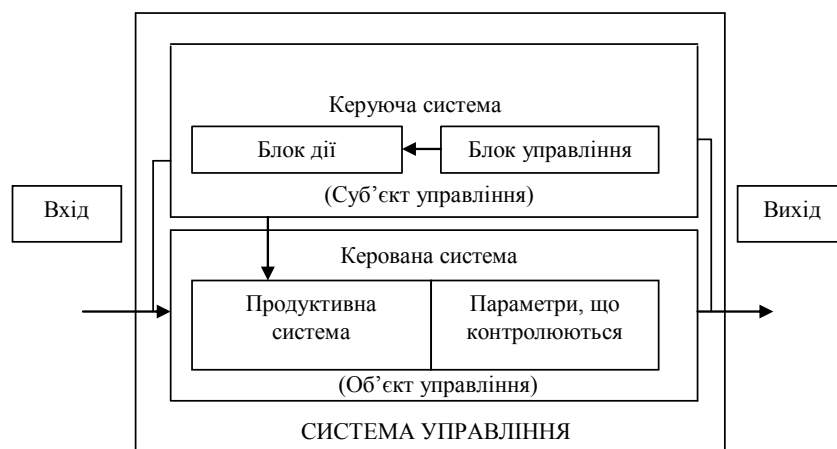 Керуюча система
Блок дії
Блок управління
(Суб’єкт управління)
Вхід
Вихід
Керована система
Продуктивна
система
Параметри, що
контролюються
(Об’єкт управління)
СИСТЕМА УПРАВЛІННЯ